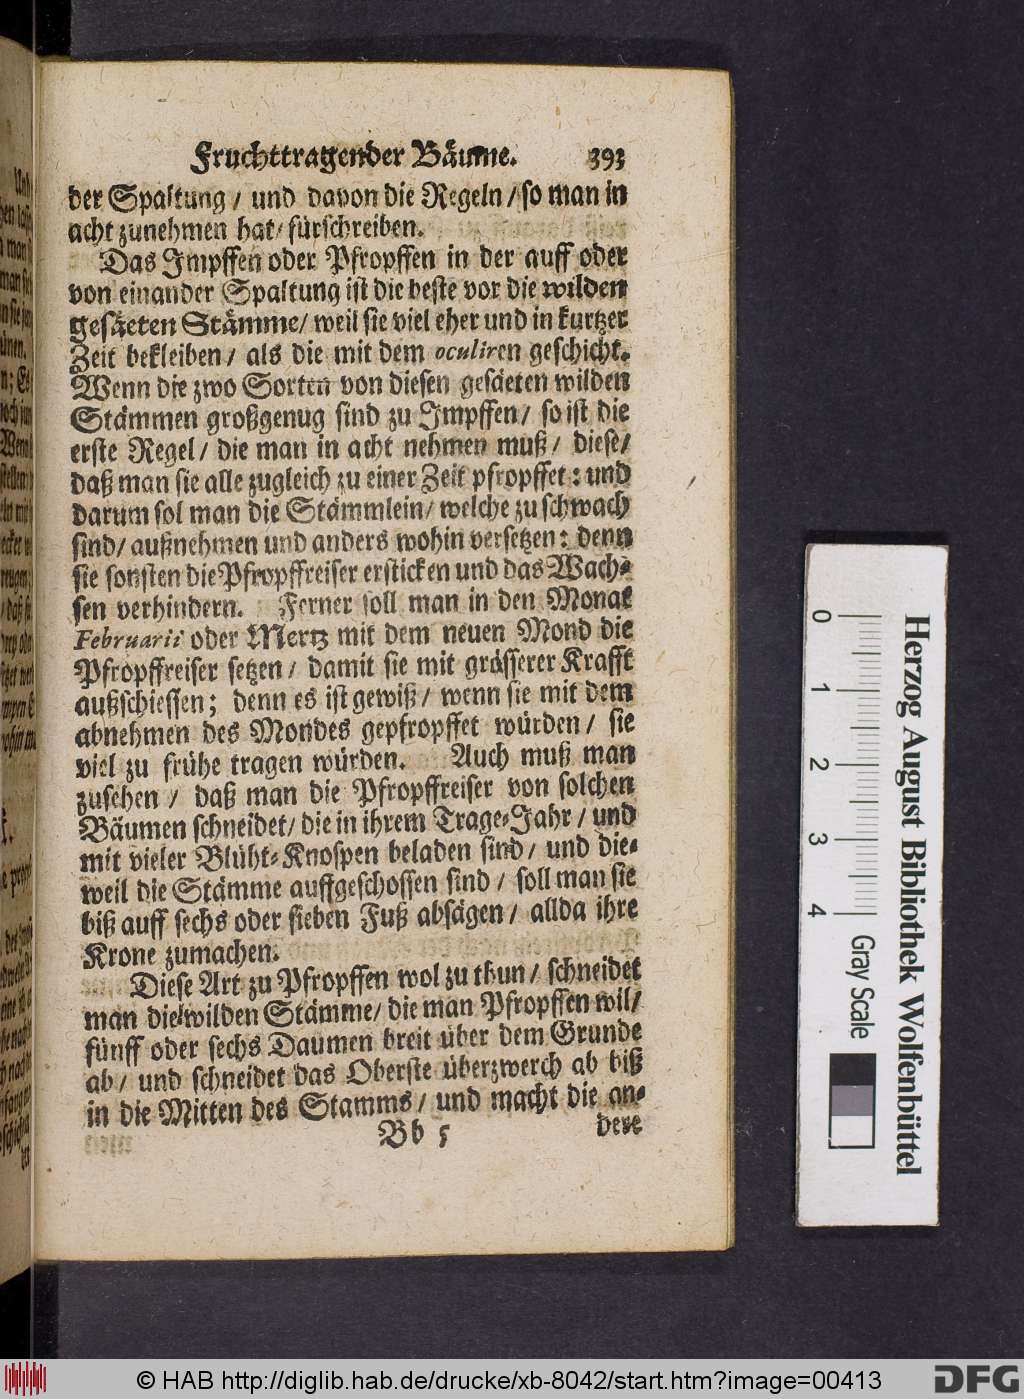 Fruchttragender Bäume. 393
der Spaltung / und davon die Regeln / so man in
acht zunehmen hat / fürschreiben.
Das Impffen oder Pfropffen in der auff oder
von einander Spaltung ist die beste vor die wilden
gesäeten Stämme / weil sie viel eher und in kurtzer
Zeit bekleiben / als die mit dem oculiren geschicht.
Wenn die zwo Sorten von diesen gesäeten wilden
Stämmen großgenug sind zu Impffen / so ist die
erste Regel / die man in acht nehmen muß / diese /
daß man sie alle zugleich zu einer Zeit pfropffet : und
darum sol man die Stämmlein / welche zu schwach
sind / außnehmen und anders wohin versetzen : denn
sie sonsten die Pfropffreiser ersticken und das Wach-
sen verhindern. Ferner soll man in den Monat
Februarii oder Mertz mit dem neuen Mond die
Pfropffreiser setzen / damit sie mit grösserer Krafft
außschiessen; denn es ist gewiß / wenn sie mit dem
abnehmen des Mondes gepfropffet würden / sie
viel zu frühe tragen würden. Auch muß man
zusehen / daß man die Pfropffreiser von solchen
Bäumen schneidet / die in ihrem Trage-Jahr / und
mit vieler Blüht-Knospen beladen sind / und die-
weil die Stämme auffgeschossen sind / soll man sie
biß auff sechs oder sieben Fuß absägen / allda ihre
Krone zumachen.
Diese Art zu Pfropffen wol zu thun / schneidet
man die wilden Stämme / die man Pfropffen wil /
fünff oder sechs Daumen breit über dem Grunde
ab / und schneidet das Oberste überzwerch ab biß
in die Mitten des Stamms / und macht die an-
Bb 5 dere
0 1 2 3 4 Gray Scale
Herzog August Bibliothek Wolfenbüttel
© HAB http://diglib.hab.de/drucke/xb-8042/start.htm?image=00413
DFG